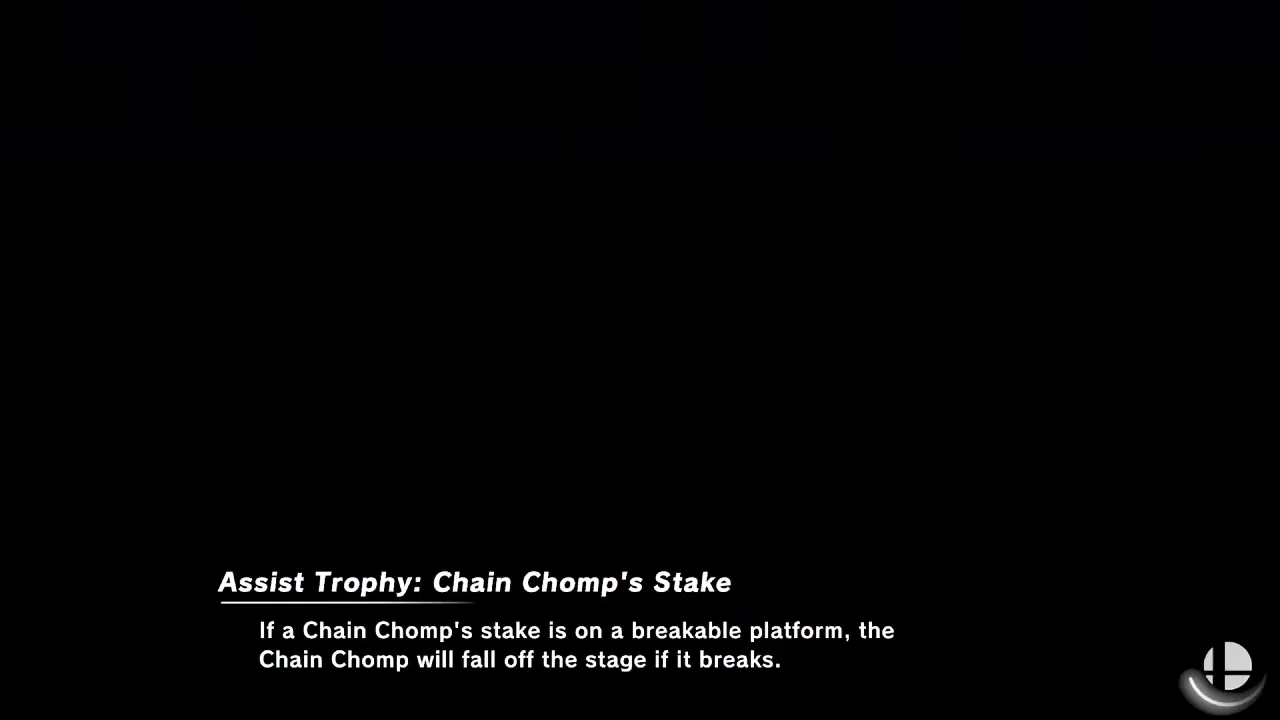 Assist Trophy: Chain Chomp's Stake
If a Chain Chomp's stake is on a breakable platform, the
Chain Chomp will fall off the stage if it breaks.